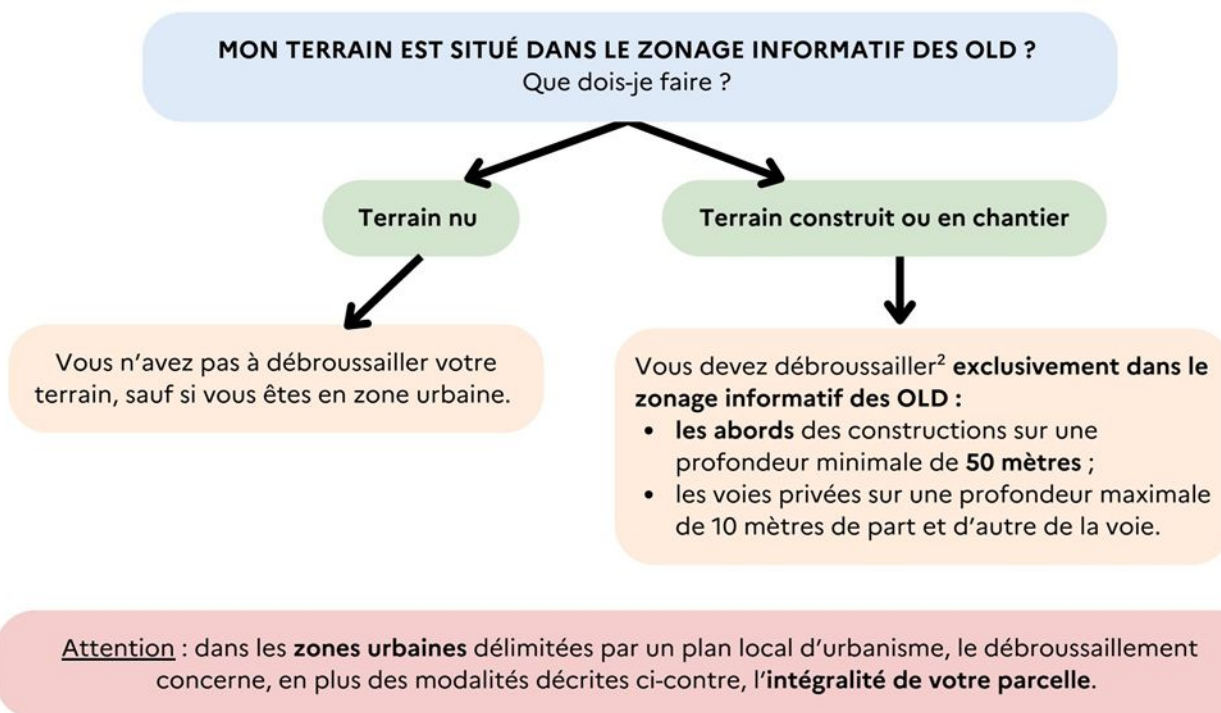 MON TERRAIN EST SITUÉ DANS LE ZONAGE INFORMATIF DES OLD ?
Que dois-je faire ?
Terrain nu
Terrain construit ou en chantier
Vous n'avez pas à débroussailler votre
terrain, sauf si vous êtes en zone urbaine.
Vous devez débroussailler² exclusivement dans le
zonage informatif des OLD :
• les abords des constructions sur une
profondeur minimale de 50 mètres ;
• les voies privées sur une profondeur maximale
de 10 mètres de part et d'autre de la voie.
Attention : dans les zones urbaines délimitées par un plan local d'urbanisme, le débroussaillement
concerne, en plus des modalités décrites ci-contre, l'intégralité de votre parcelle.